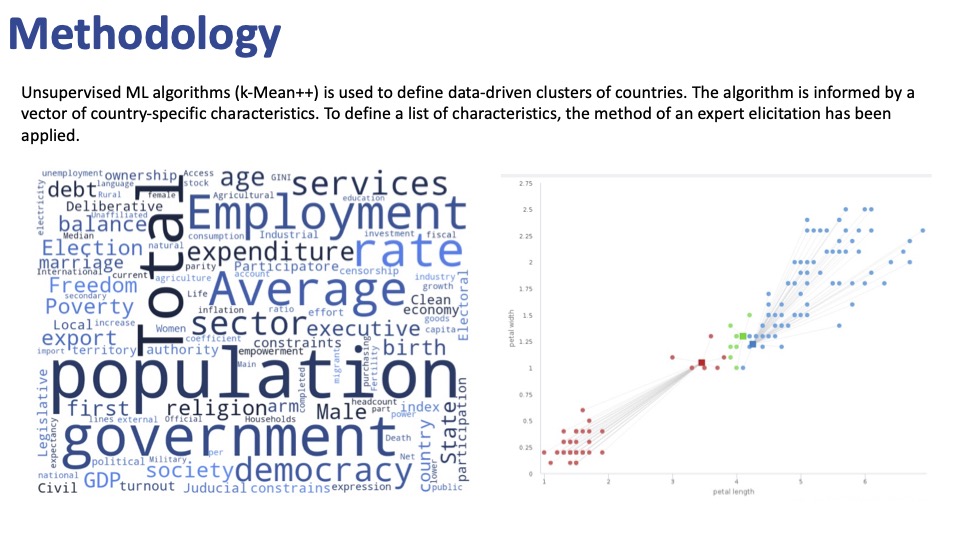 Methodology
Unsupervised ML algorithms (k-Mean++) is used to define data-driven clusters of countries. The algorithm is informed by a
vector of country-specific characteristics. To define a list of characteristics, the method of an expert elicitation has been
applied.
unemployment
ownership
Access
stock
age
GINI
services
debt
language
Rural
female
Agricultural
education
electricity
Deliberative
Unaffiliated
balance
Median
Total
Employment
consumption
Industrial
investment
fiscal
Election
natural
expenditure
rate
marriage
parity
Participatore
censorship
International
current
agriculture
account
industry
Freedom
Life
Average
growth
secondary
Clean
Poverty
inflation
ratio
effort
economy
Electoral
Local
increase
Women
sector
executive
goods
capita
export
coefficient
constraints
birth
import
territory
authority
empowerment
migrant
purchasing
Fertility
Main
population
completed
first
religion
arm
Male
headcount
part
index
Legislative
lines
external
Official
Households
power
expectancy
government
Death
State
participation
per
Net
Country
political
Military
society
democracy
lower
national
GDP
Civil
turnout
Juducial
constrains
expression
public
2.75
2.5
2.25
2
1.75
1.5
1.25
1
0.75
0.5
0.25
0
petal width
1 2 3 4 5 6
petal length